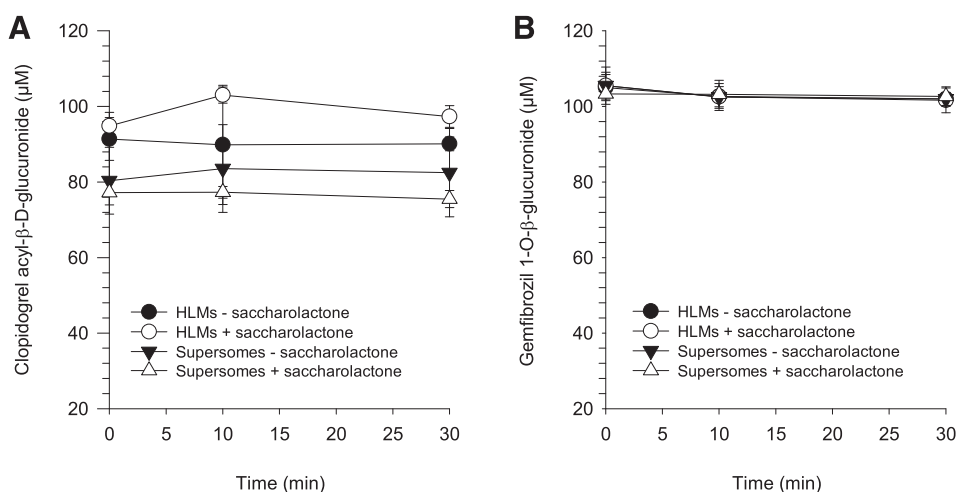 A
Clopidogrel acyl-β-D-glucuronide (μM)
120
100
80
60
40
20
HLMs - saccharolactone
HLMs + saccharolactone
Supersomes - saccharolactone
Supersomes + saccharolactone
0 5 10 15 20 25 30
Time (min)
B
Gemfibrozil 1-O-β-glucuronide (μM)
120
100
80
60
40
20
HLMs - saccharolactone
HLMs + saccharolactone
Supersomes - saccharolactone
Supersomes + saccharolactone
0 5 10 15 20 25 30
Time (min)